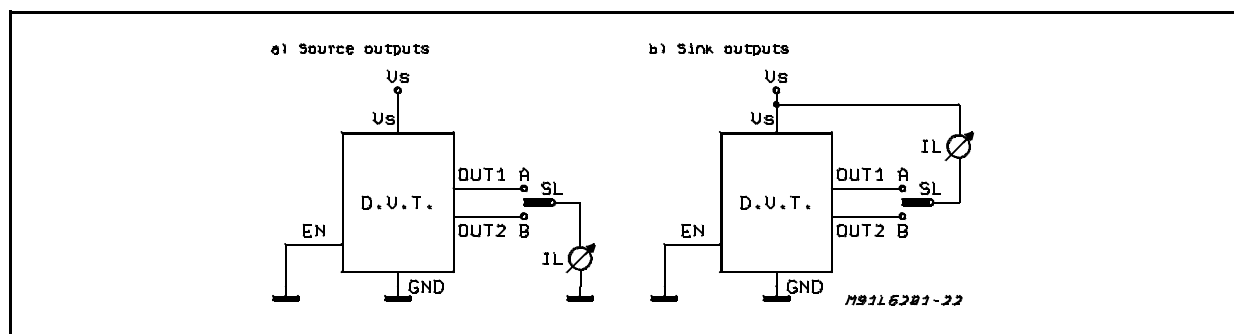 a) Source outputs
Vs
Vs
OUT1 A
SL
D.U.T.
EN
OUT2 B
IL
GND
b) Sink outputs
Vs
Vs
IL
OUT1 A
SL
D.U.T.
EN
OUT2 B
GND
M91L6201-22